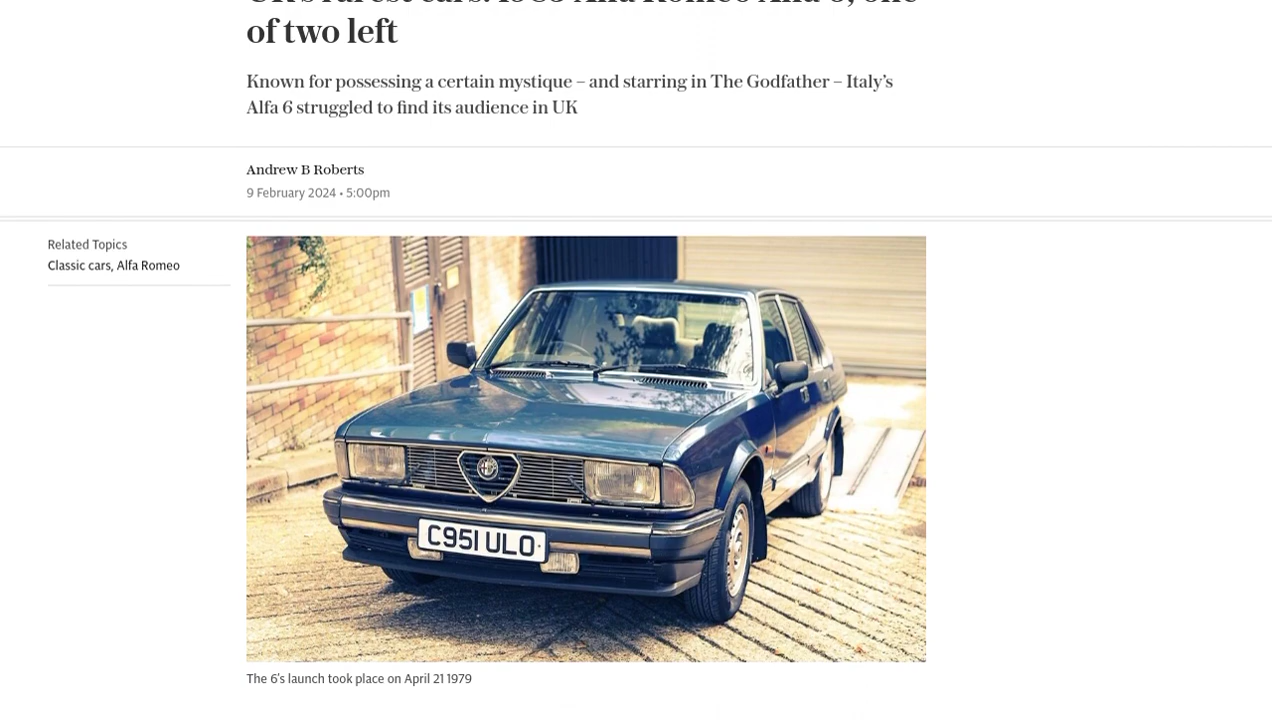 of two left
Known for possessing a certain mystique – and starring in The Godfather – Italy's
Alfa 6 struggled to find its audience in UK
Andrew B Roberts
9 February 2024 • 5:00pm
Related Topics
Classic cars, Alfa Romeo
C951 ULO
The 6's launch took place on April 21 1979